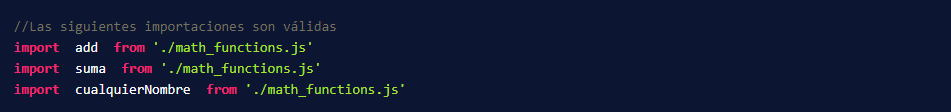 //Las siguientes importaciones son válidas
import  add  from './math_functions.js'
import  suma  from './math_functions.js'
import  cualquierNombre  from './math_functions.js'